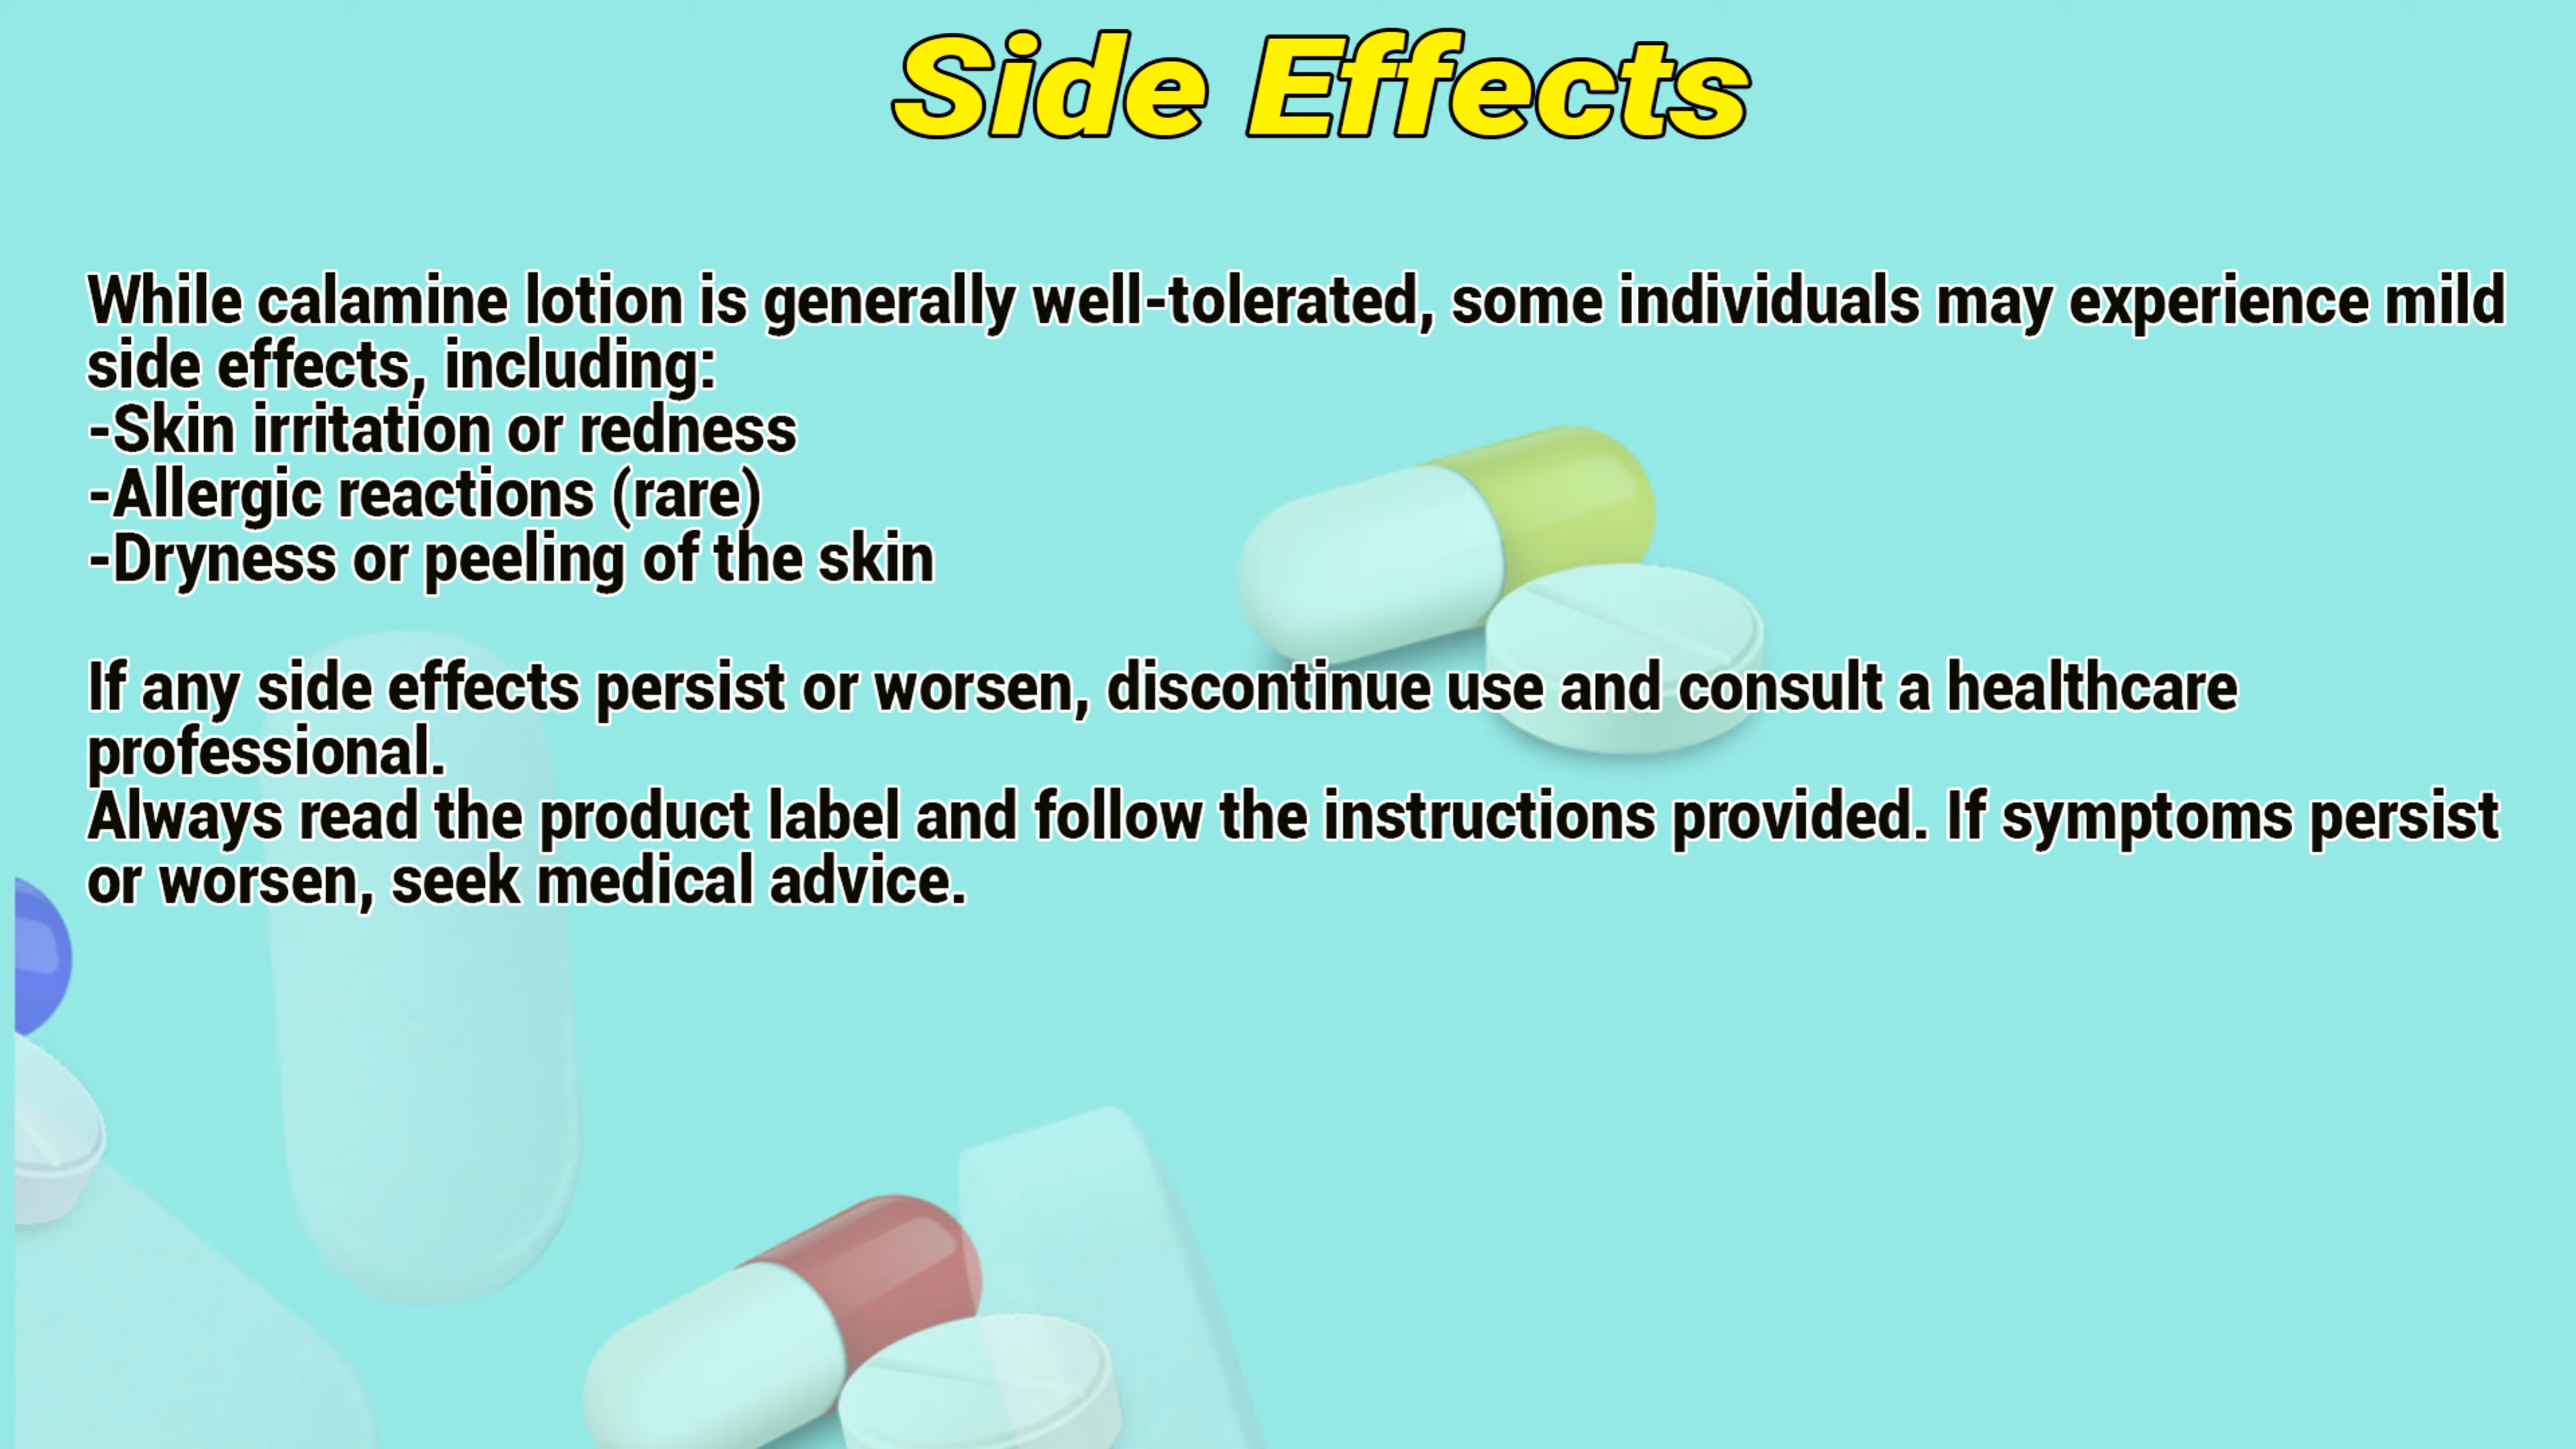 Side Effects
While calamine lotion is generally well-tolerated, some individuals may experience mild
side effects, including:
-Skin irritation or redness
-Allergic reactions (rare)
-Dryness or peeling of the skin
If any side effects persist or worsen, discontinue use and consult a healthcare
professional.
Always read the product label and follow the instructions provided. If symptoms persist
or worsen, seek medical advice.